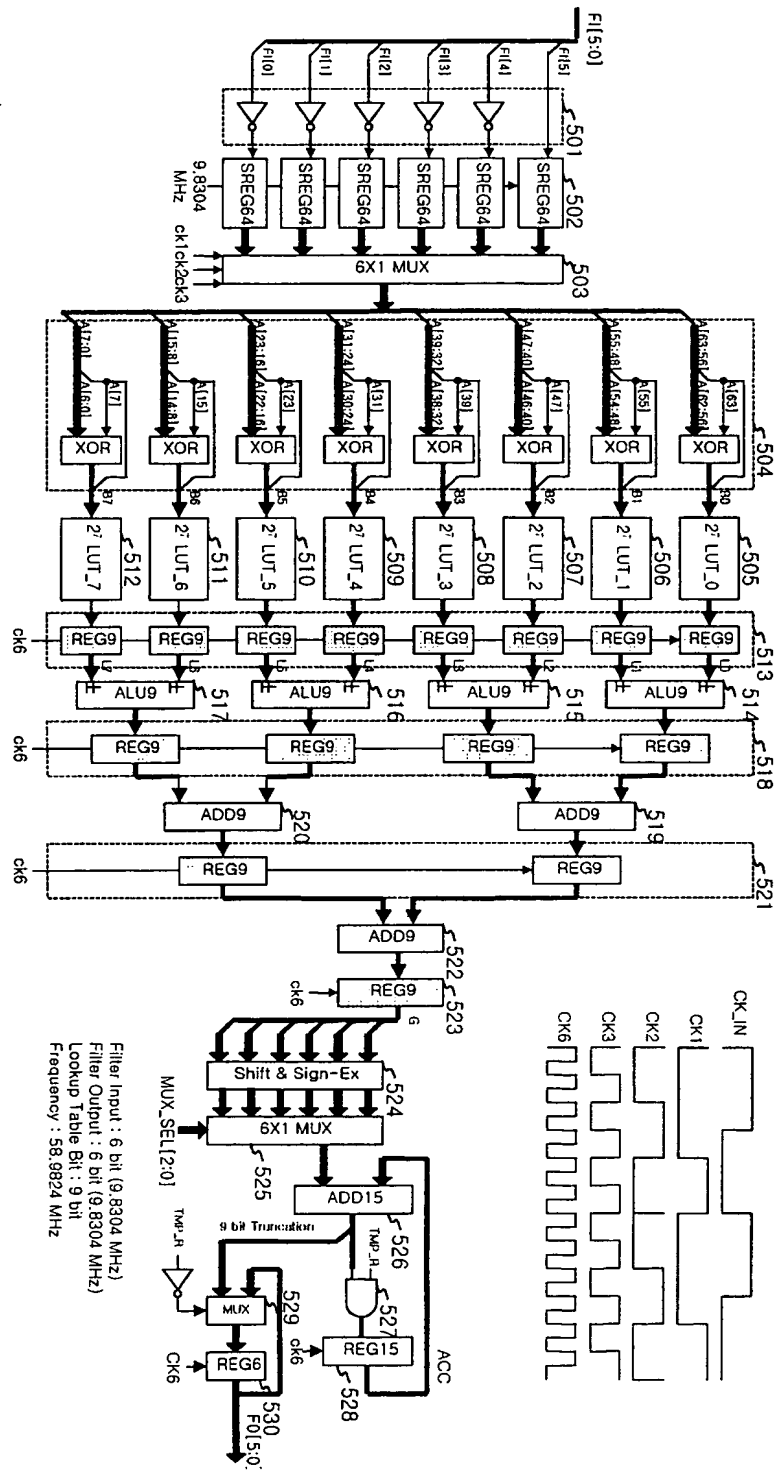 FI[5:0]
FI[0]
FI[1]
FI[2]
FI[3]
FI[4]
FI[5]
501
SREG64
SREG64
SREG64
SREG64
SREG64
SREG64
502
9.8304
MHz
ck1ck2ck3
6X1 MUX
503
A[7:0]
A[6:0]
A[7]
A[15:8]
A[14:8]
A[15]
A[23:16]
A[22:16]
A[23]
A[31:24]
A[30:24]
A[31]
A[39:32]
A[38:32]
A[39]
A[47:40]
A[46:40]
A[47]
A[55:48]
A[54:48]
A[55]
A[63:56]
A[62:56]
A[63]
XOR
XOR
XOR
XOR
XOR
XOR
XOR
XOR
504
B7
B6
B5
B4
B3
B2
B1
B0
2⁷
LUT_7
512
2⁷
LUT_6
511
2⁷
LUT_5
510
2⁷
LUT_4
509
2⁷
LUT_3
508
2⁷
LUT_2
507
2⁷
LUT_1
506
2⁷
LUT_0
505
ck6
REG9
REG9
REG9
REG9
REG9
REG9
REG9
REG9
513
L7
L6
L5
L4
L3
L2
L1
L0
ALU9
517
ALU9
516
ALU9
515
ALU9
514
ck6
REG9
REG9
REG9
REG9
518
ADD9
520
ADD9
519
ck6
REG9
REG9
521
ADD9
522
ck6
REG9
523
G
Shift & Sign-Ex
524
MUX_SEL[2:0]
6X1 MUX
525
ADD15
526
9 bit Truncation
TMP_R
527
ck6
REG15
528
ACC
TMP_R
MUX
529
CK6
REG6
530
FO[5:0]
CK_IN
CK1
CK2
CK3
CK6
Filter Input : 6 bit (9.8304 MHz)
Filter Output : 6 bit (9.8304 MHz)
Lookup Table Bit : 9 bit
Frequency : 58.9824 MHz